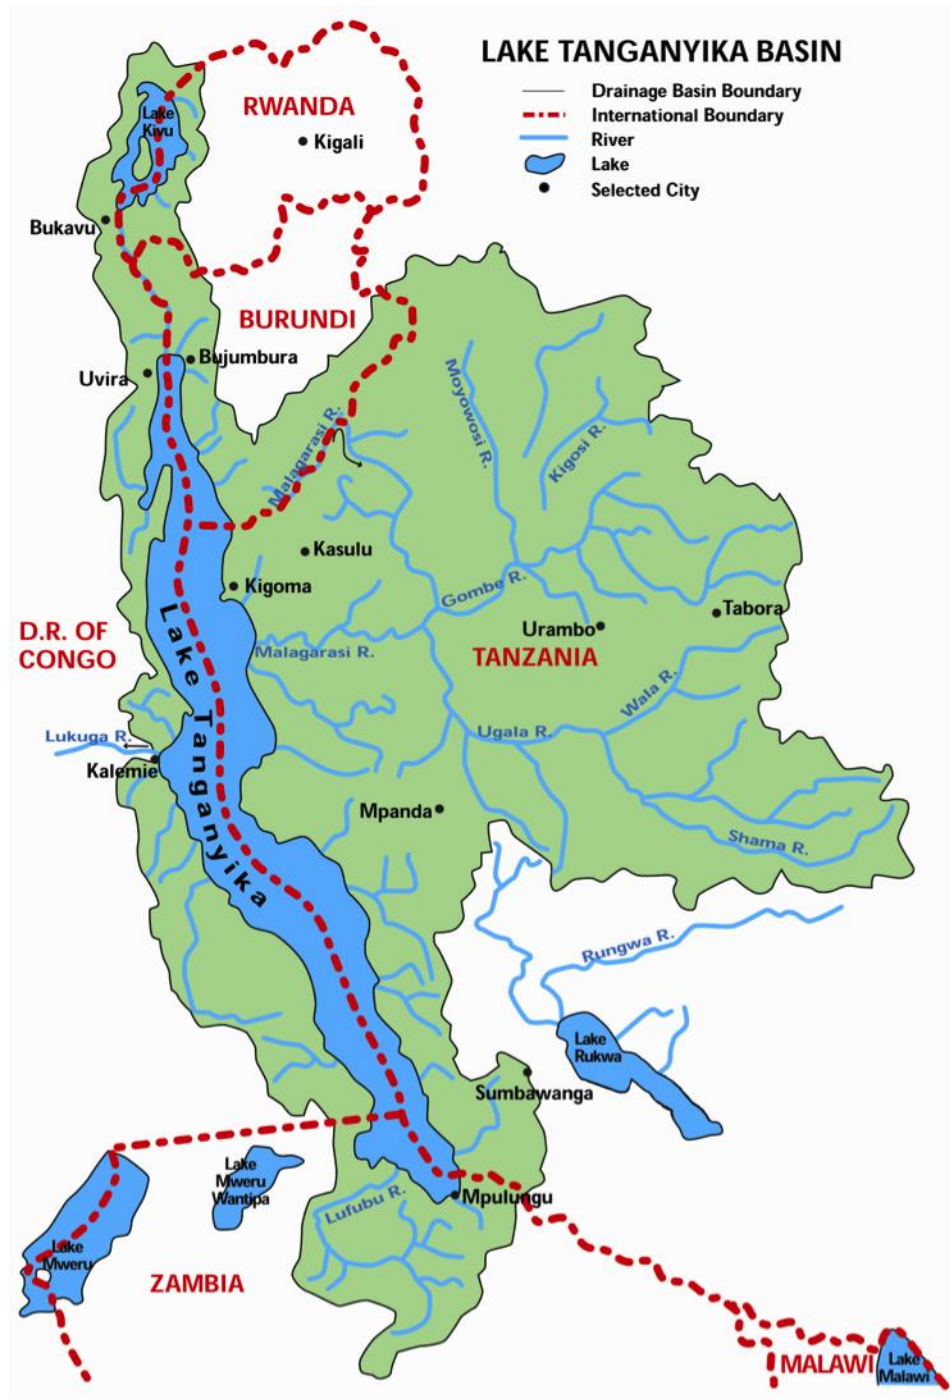 LAKE TANGANYIKA BASIN
Drainage Basin Boundary
International Boundary
River
Lake
Selected City
RWANDA
Kigali
Lake
Kivu
Bukavu
BURUNDI
Bujumbura
Uvira
Malagarasi R.
Moyowosi R.
Kigosi R.
Kasulu
Kigoma
Gombe R.
Tabora
Urambo
TANZANIA
D.R. OF
CONGO
Malagarasi R.
Lake Tanganyika
Wala R.
Ugala R.
Lukuga R.
Kalemie
Mpanda
Shama R.
Rungwa R.
Lake
Rukwa
Sumbawanga
Lake
Mweru
Wantipa
Mpulungu
Lufubu R.
Lake
Mweru
ZAMBIA
MALAWI
Lake
Malawi